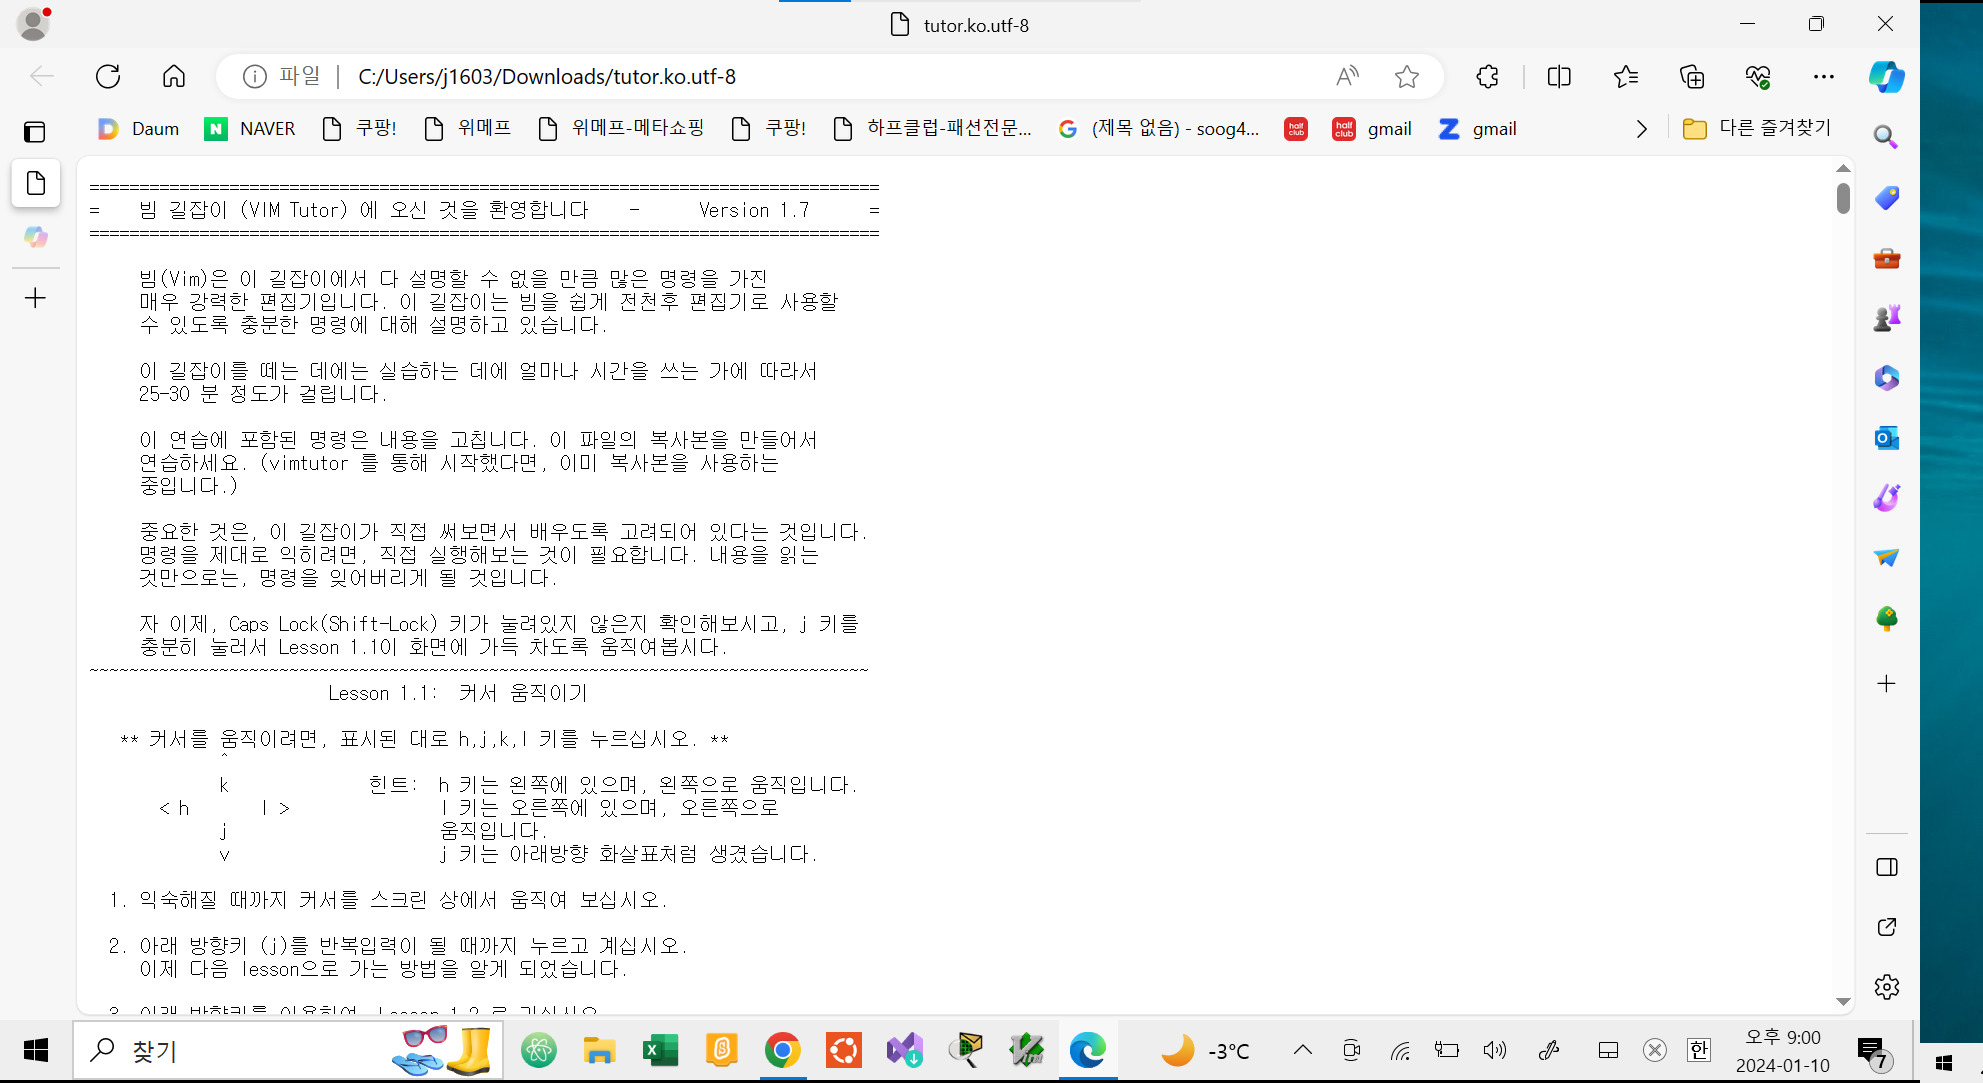 tutor.ko.utf-8
파일 | C:/Users/j1603/Downloads/tutor.ko.utf-8
Daum NAVER 쿠팡! 위메프 위메프-메타쇼핑 쿠팡! 하프클럽-패션전문... (제목 없음) - soog4... gmail gmail 다른 즐겨찾기
===============================================================================
=    빔 길잡이 (VIM Tutor) 에 오신 것을 환영합니다    -      Version 1.7      =
===============================================================================
빔(Vim)은 이 길잡이에서 다 설명할 수 없을 만큼 많은 명령을 가진
매우 강력한 편집기입니다. 이 길잡이는 빔을 쉽게 전천후 편집기로 사용할
수 있도록 충분한 명령에 대해 설명하고 있습니다.
이 길잡이를 떼는 데에는 실습하는 데에 얼마나 시간을 쓰는 가에 따라서
25-30 분 정도가 걸립니다.
이 연습에 포함된 명령은 내용을 고칩니다. 이 파일의 복사본을 만들어서
연습하세요. (vimtutor 를 통해 시작했다면, 이미 복사본을 사용하는
중입니다.)
중요한 것은, 이 길잡이가 직접 써보면서 배우도록 고려되어 있다는 것입니다.
명령을 제대로 익히려면, 직접 실행해보는 것이 필요합니다. 내용을 읽는
것만으로는, 명령을 잊어버리게 될 것입니다.
자 이제, Caps Lock(Shift-Lock) 키가 눌려있지 않은지 확인해보시고, j 키를
충분히 눌러서 Lesson 1.1이 화면에 가득 차도록 움직여봅시다.
~~~~~~~~~~~~~~~~~~~~~~~~~~~~~~~~~~~~~~~~~~~~~~~~~~~~~~~~~~~~~~~~~~~~~~~~~~~~~~
Lesson 1.1:  커서 움직이기
** 커서를 움직이려면, 표시된 대로 h,j,k,l 키를 누르십시오. **
^
k              힌트:  h 키는 왼쪽에 있으며, 왼쪽으로 움직입니다.
< h       l >               l 키는 오른쪽에 있으며, 오른쪽으로
j                     움직입니다.
v                     j 키는 아래방향 화살표처럼 생겼습니다.
1. 익숙해질 때까지 커서를 스크린 상에서 움직여 보십시오.
2. 아래 방향키 (j)를 반복입력이 될 때까지 누르고 계십시오.
이제 다음 lesson으로 가는 방법을 알게 되었습니다.
3. 아래 방향키를 이용하여, Lesson 1.2 로 가십시오.
찾기
-3℃
한
오후 9:00
2024-01-10
7